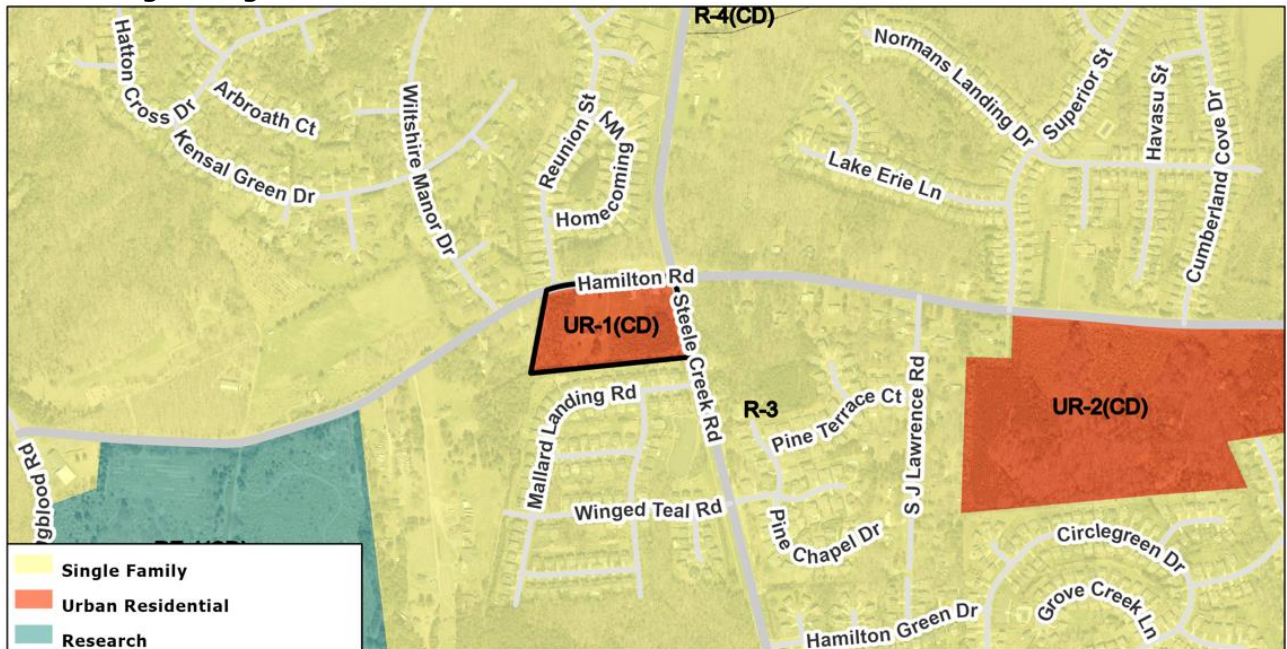 R-4(CD)
Hatton Cross Dr
Arbroath Ct
Kensal Green Dr
Wiltshire Manor Dr
Reunion St
Homecoming Wy
Normans Landing Dr
Superior St
Havasu St
Cumberland Cove Dr
Lake Erie Ln
Hamilton Rd
UR-1(CD)
Steele Creek Rd
Mallard Landing Rd
R-3
Pine Terrace Ct
S J Lawrence Rd
UR-2(CD)
Winged Teal Rd
Pine Chapel Dr
Circlegreen Dr
Grove Creek Ln
Hamilton Green Dr
Single Family
Urban Residential
Research